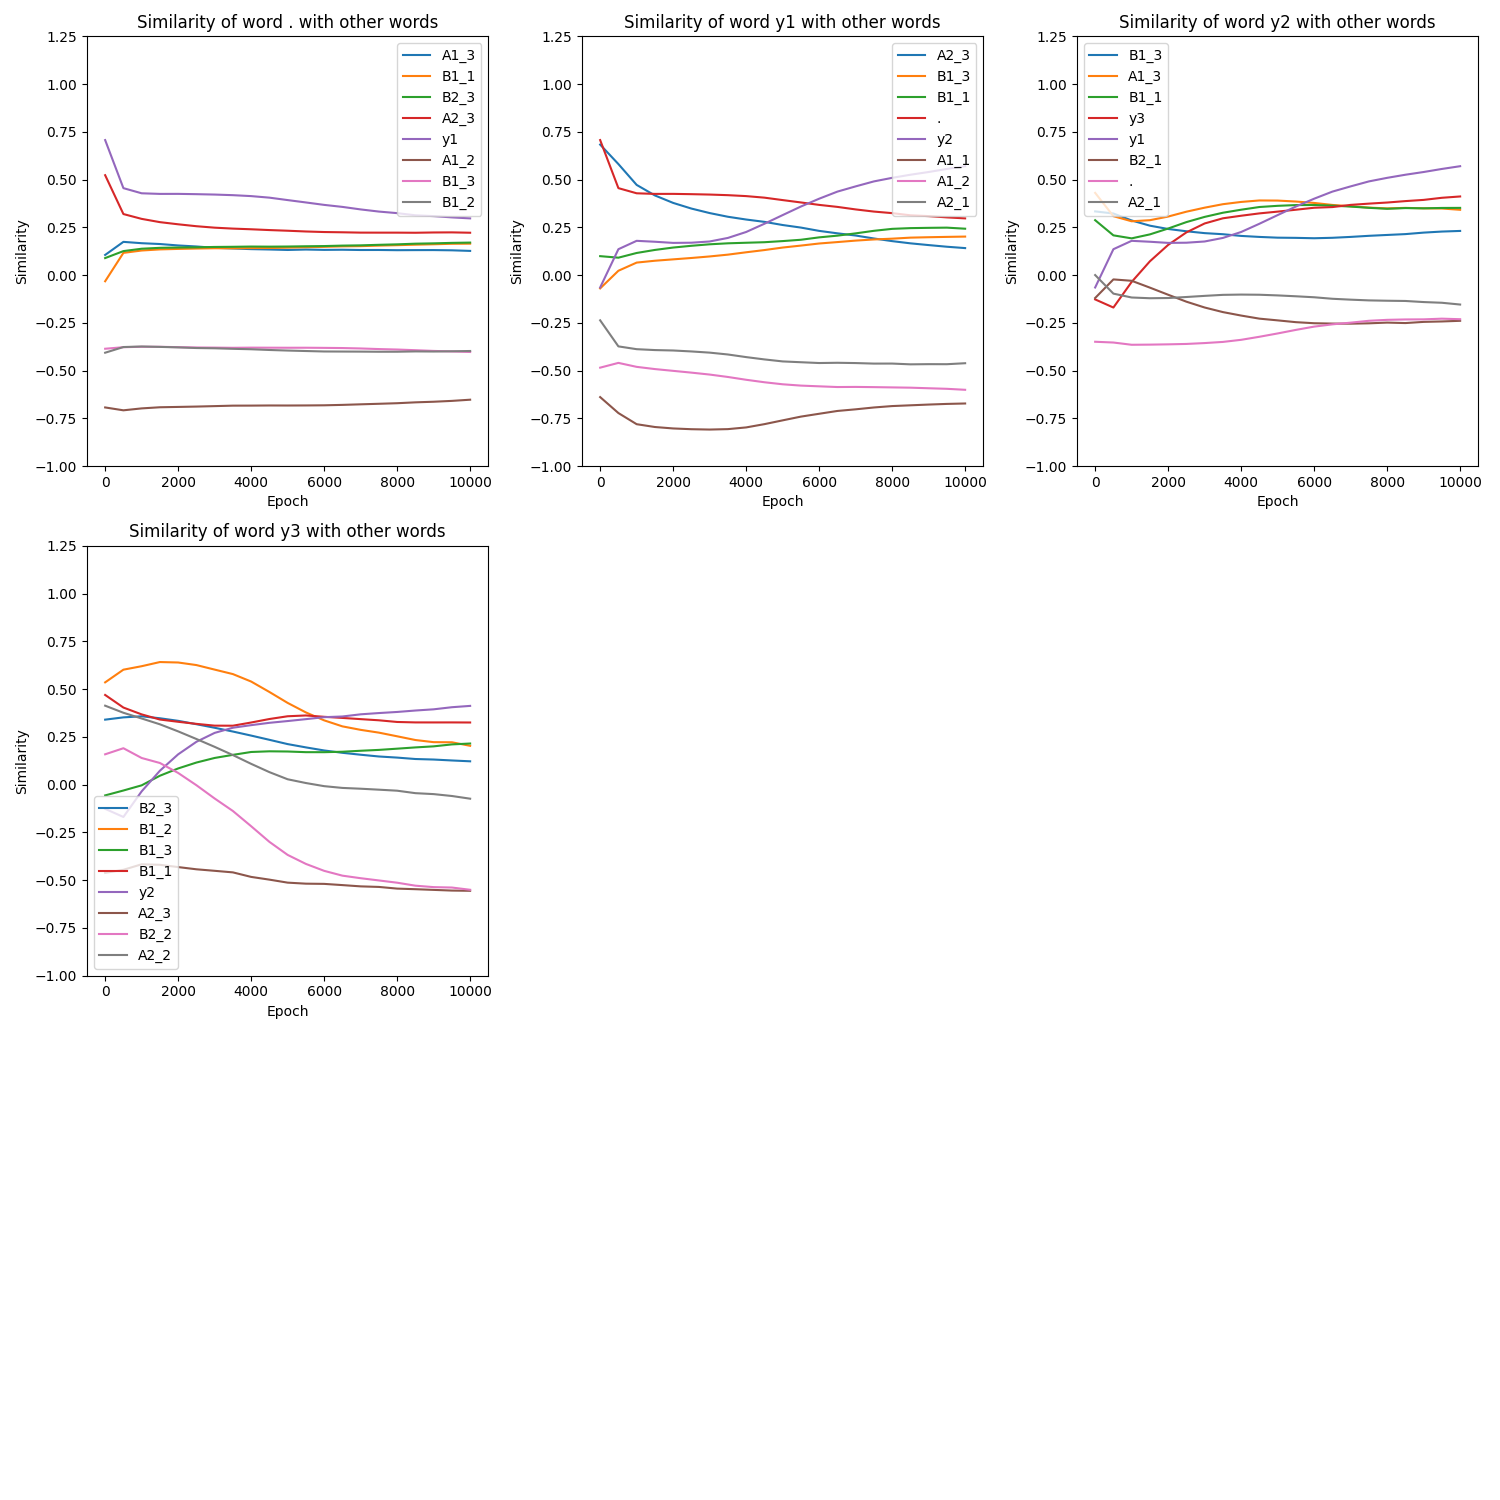 Similarity of word . with other words
Similarity
1.25
1.00
0.75
0.50
0.25
0.00
−0.25
−0.50
−0.75
−1.00
0 2000 4000 6000 8000 10000
Epoch
A1_3
B1_1
B2_3
A2_3
y1
A1_2
B1_3
B1_2
Similarity of word y1 with other words
Similarity
1.25
1.00
0.75
0.50
0.25
0.00
−0.25
−0.50
−0.75
−1.00
0 2000 4000 6000 8000 10000
Epoch
A2_3
B1_3
B1_1
.
y2
A1_1
A1_2
A2_1
Similarity of word y2 with other words
Similarity
1.25
1.00
0.75
0.50
0.25
0.00
−0.25
−0.50
−0.75
−1.00
0 2000 4000 6000 8000 10000
Epoch
B1_3
A1_3
B1_1
y3
y1
B2_1
.
A2_1
Similarity of word y3 with other words
Similarity
1.25
1.00
0.75
0.50
0.25
0.00
−0.25
−0.50
−0.75
−1.00
0 2000 4000 6000 8000 10000
Epoch
B2_3
B1_2
B1_3
B1_1
y2
A2_3
B2_2
A2_2